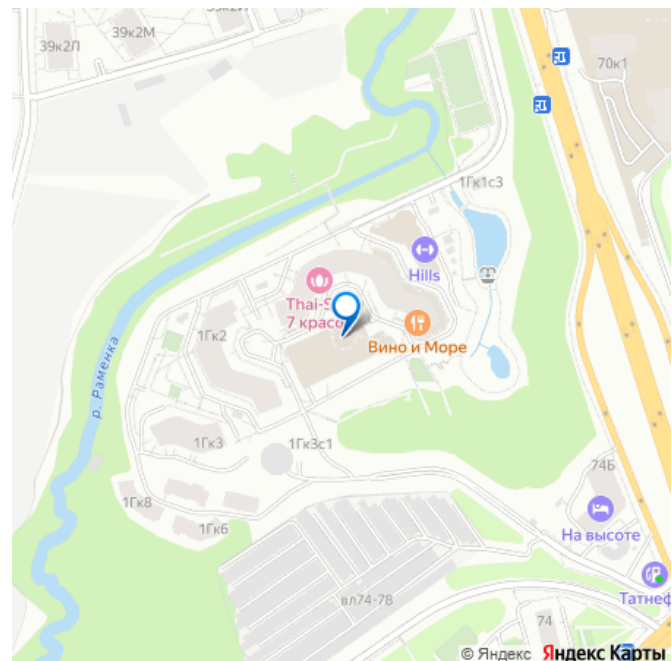 39к2М
39к2Л
70к1
1Гк1с3
Hills
Thai-S
7 красо
Вино и Море
1Гк2
р. Раменка
1Гк3
1Гк3с1
74Б
1Гк8
1Гк6
На высоте
вл74-78
Татнеф
74
© Яндекс Яндекс Карты